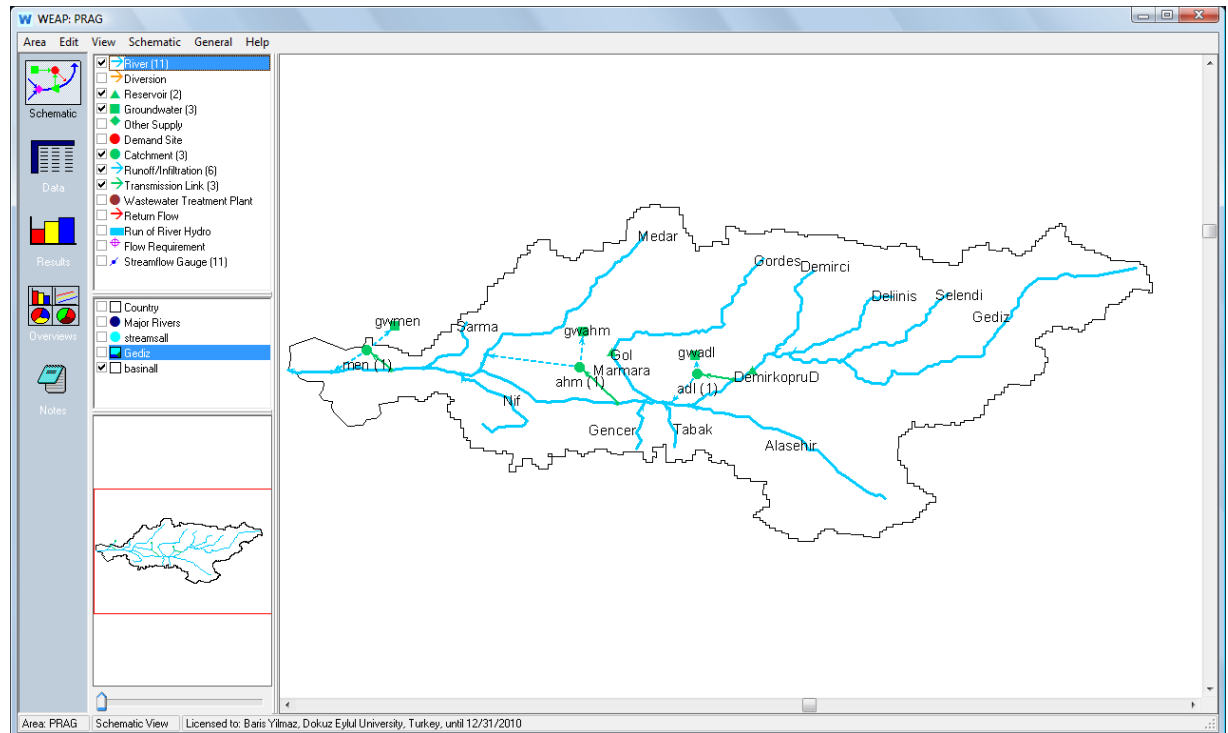 WEAP: PRAG
Area Edit View Schematic General Help
Schematic
Data
Results
Overviews
Notes
River (11)
Diversion
Reservoir (2)
Groundwater (3)
Other Supply
Demand Site
Catchment (3)
Runoff/Infiltration (6)
Transmission Link (3)
Wastewater Treatment Plant
Return Flow
Run of River Hydro
Flow Requirement
Streamflow Gauge (11)
Country
Major Rivers
streamsall
Gediz
basinall
Medar
Gordes
Demirci
Deliinis
Selendi
Gediz
gwmen
Sarma
gwahm
Gol
Marmara
gwadl
men (1)
ahm (1)
adl (1)
DemirkopruD
Nif
Gencer
Tabak
Alasehir
Area: PRAG Schematic View Licensed to: Baris Yilmaz, Dokuz Eylul University, Turkey, until 12/31/2010